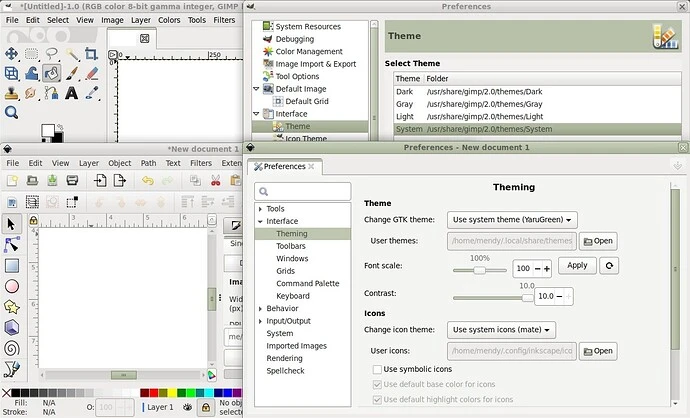 *[Untitled]-1.0 (RGB color 8-bit gamma integer, GIMP
Preferences
File Edit Select View Image Layer Colors Tools Filters
250
System Resources
Debugging
Color Management
Image Import & Export
Tool Options
Default Image
Default Grid
Interface
Theme
Icon Theme
Theme
Select Theme
Theme Folder
Dark /usr/share/gimp/2.0/themes/Dark
Gray /usr/share/gimp/2.0/themes/Gray
Light /usr/share/gimp/2.0/themes/Light
System /usr/share/gimp/2.0/themes/System
*New document 1
File Edit View Layer Object Path Text Filters Exten
3 4 5 6
Preferences - New document 1
Preferences
Tools
Interface
Theming
Toolbars
Windows
Grids
Command Palette
Keyboard
Behavior
Input/Output
System
Imported Images
Rendering
Spellcheck
Theming
Theme
Change GTK theme: Use system theme (YaruGreen)
User themes: /home/mendy/.local/share/themes Open
100%
Font scale: 100 Apply
10.0
Contrast: 10.0
Icons
Change icon theme: Use system icons (mate)
User icons: /home/mendy/.config/inkscape/ico Open
Use symbolic icons
Use default base color for icons
Use default highlight colors for icons
Fill: N/A
Stroke: N/A
O: 100
Layer 1
No obj
selecte